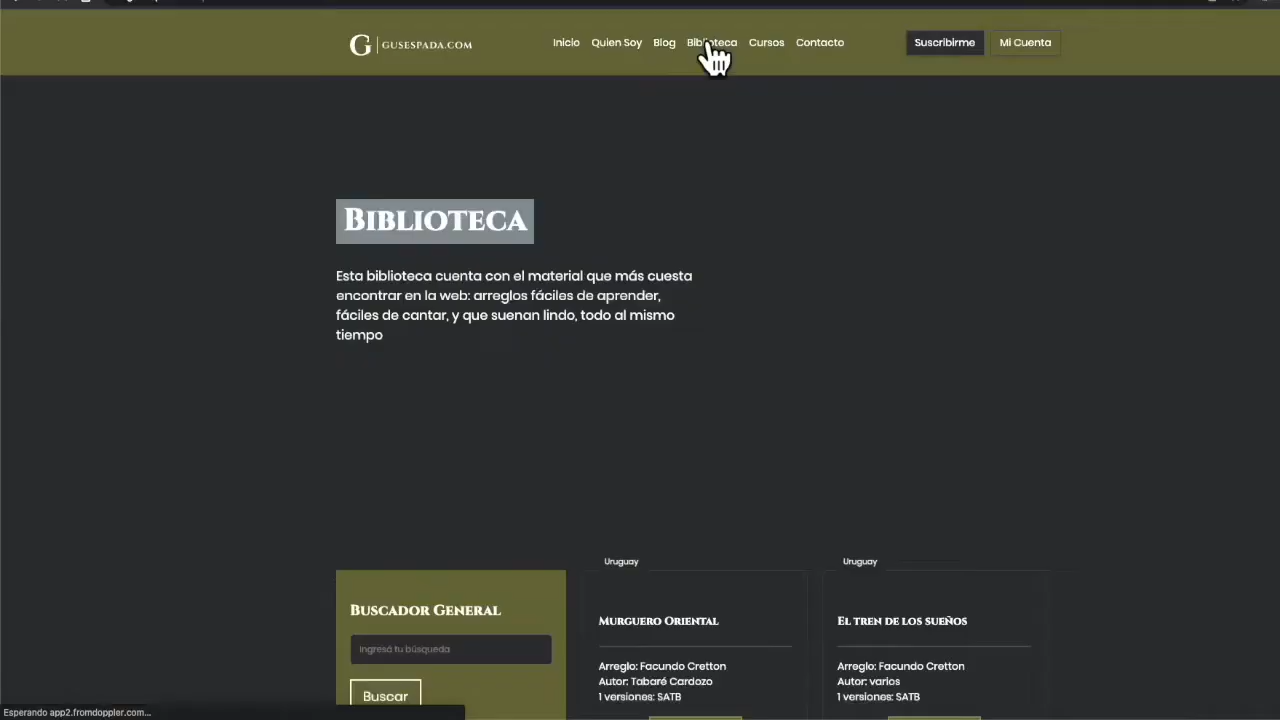 G | GUSESPADA.COM
Inicio Quien Soy Blog Biblioteca Cursos Contacto Suscribirme Mi Cuenta
Biblioteca
Esta biblioteca cuenta con el material que más cuesta
encontrar en la web: arreglos fáciles de aprender,
fáciles de cantar, y que suenan lindo, todo al mismo
tiempo
Buscador General
Ingresá tu búsqueda
Buscar
Uruguay
Murguero Oriental
Arreglo: Facundo Cretton
Autor: Tabaré Cardozo
1 versiones: SATB
Uruguay
El tren de los sueños
Arreglo: Facundo Cretton
Autor: varios
1 versiones: SATB
Esperando app2.fromdoppler.com...